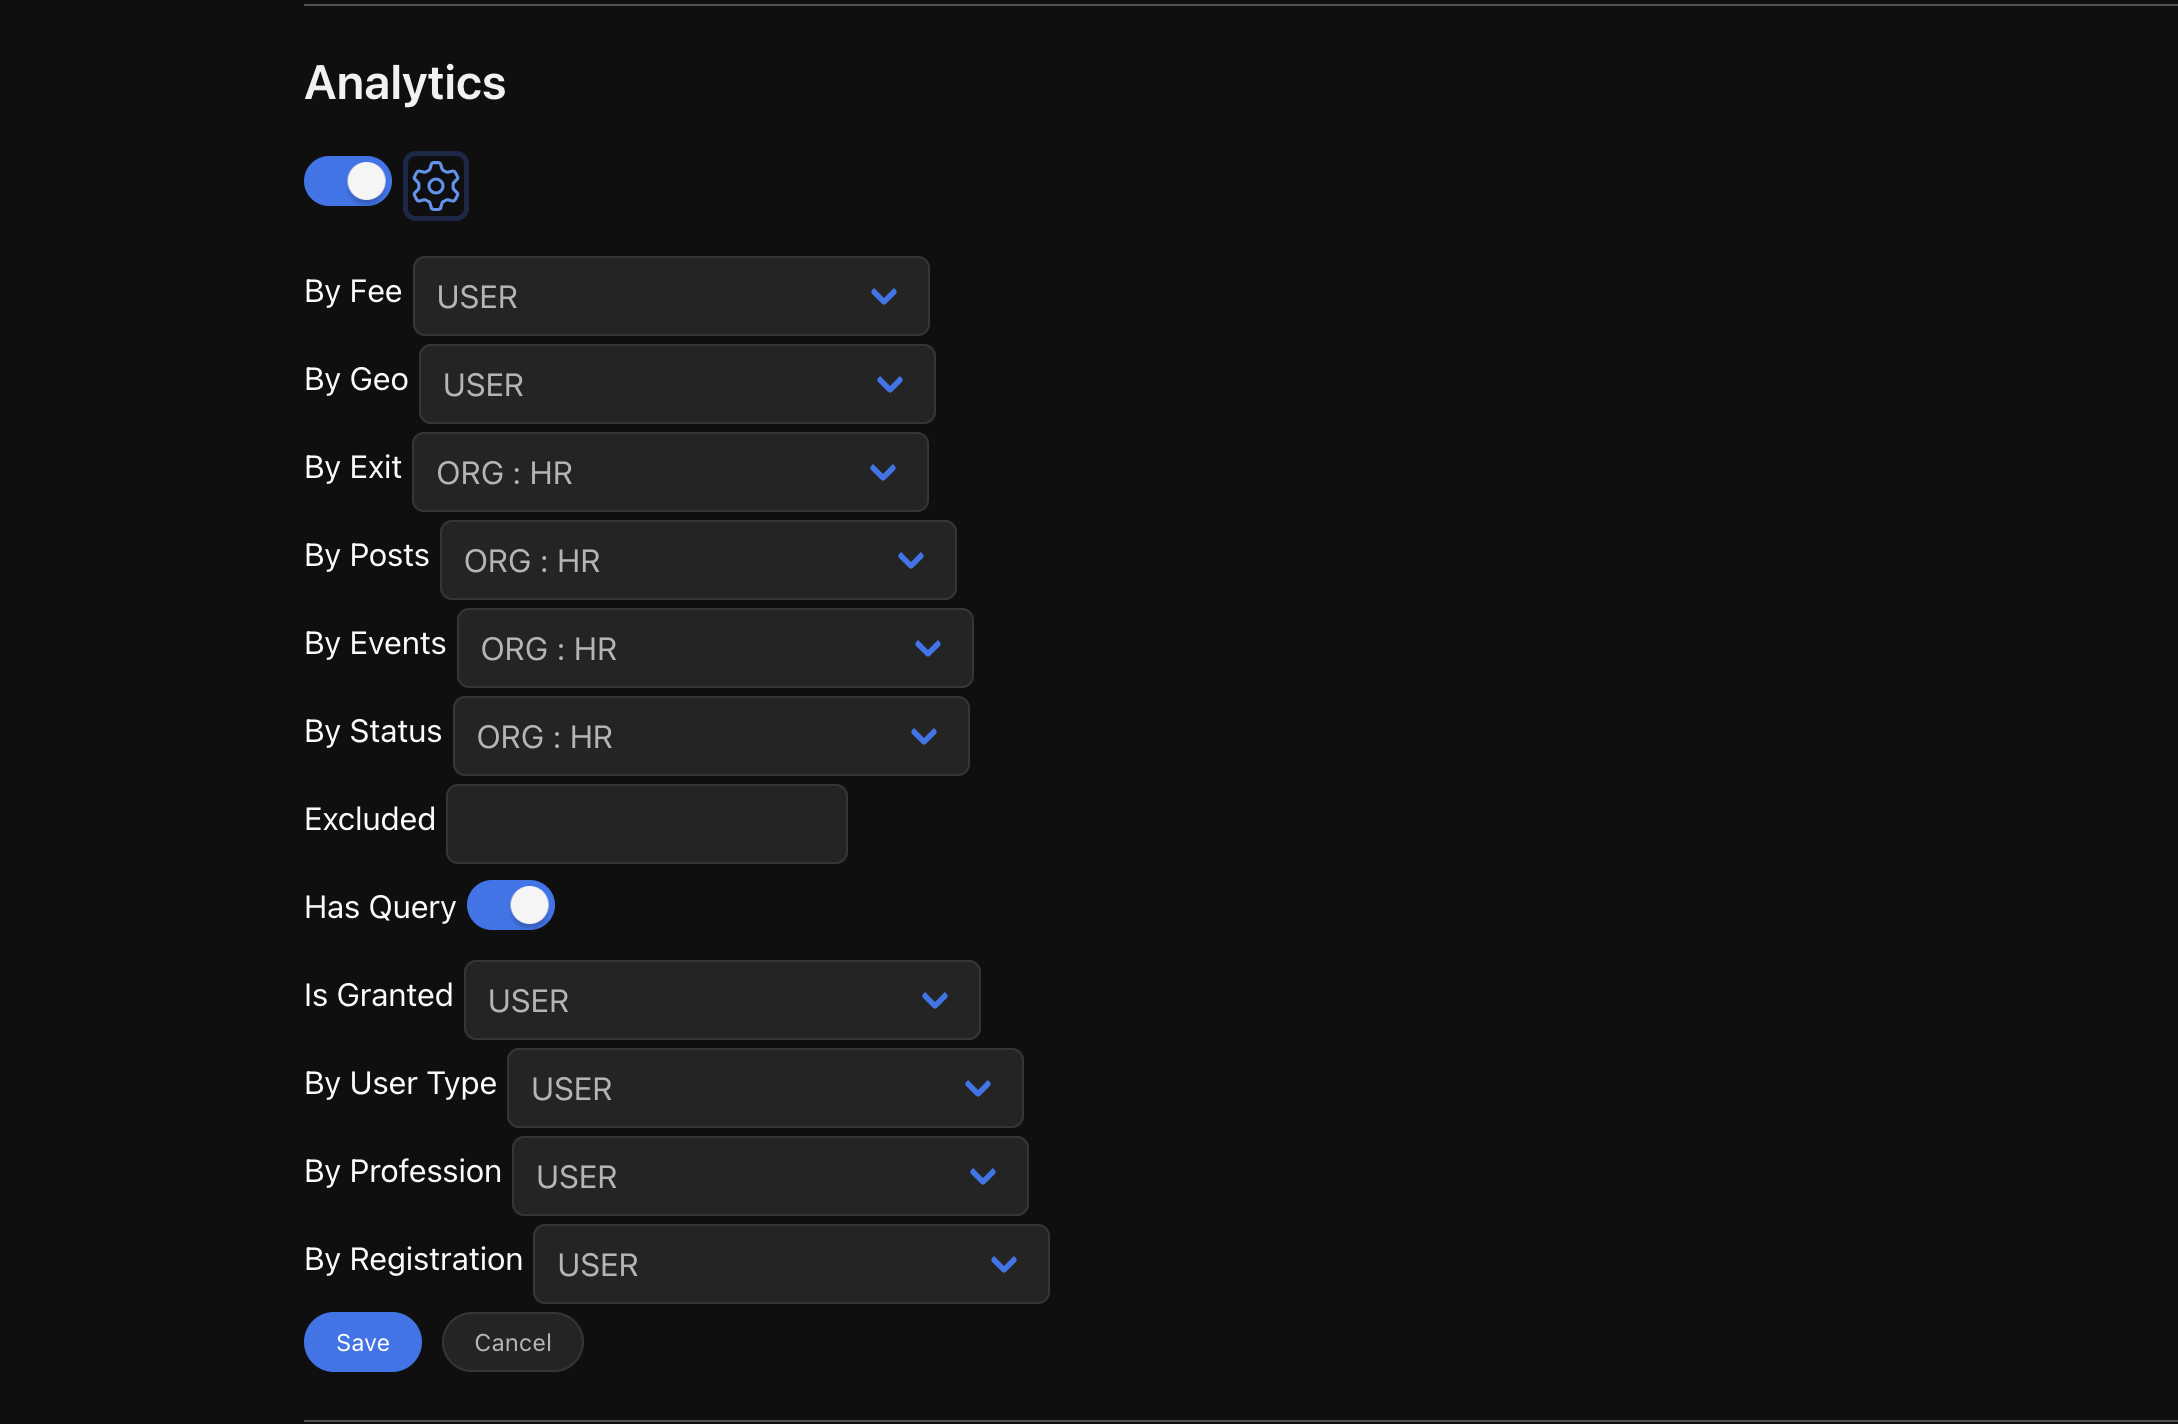 Analytics
By Fee USER
By Geo USER
By Exit ORG : HR
By Posts ORG : HR
By Events ORG : HR
By Status ORG : HR
Excluded
Has Query
Is Granted USER
By User Type USER
By Profession USER
By Registration USER
Save Cancel